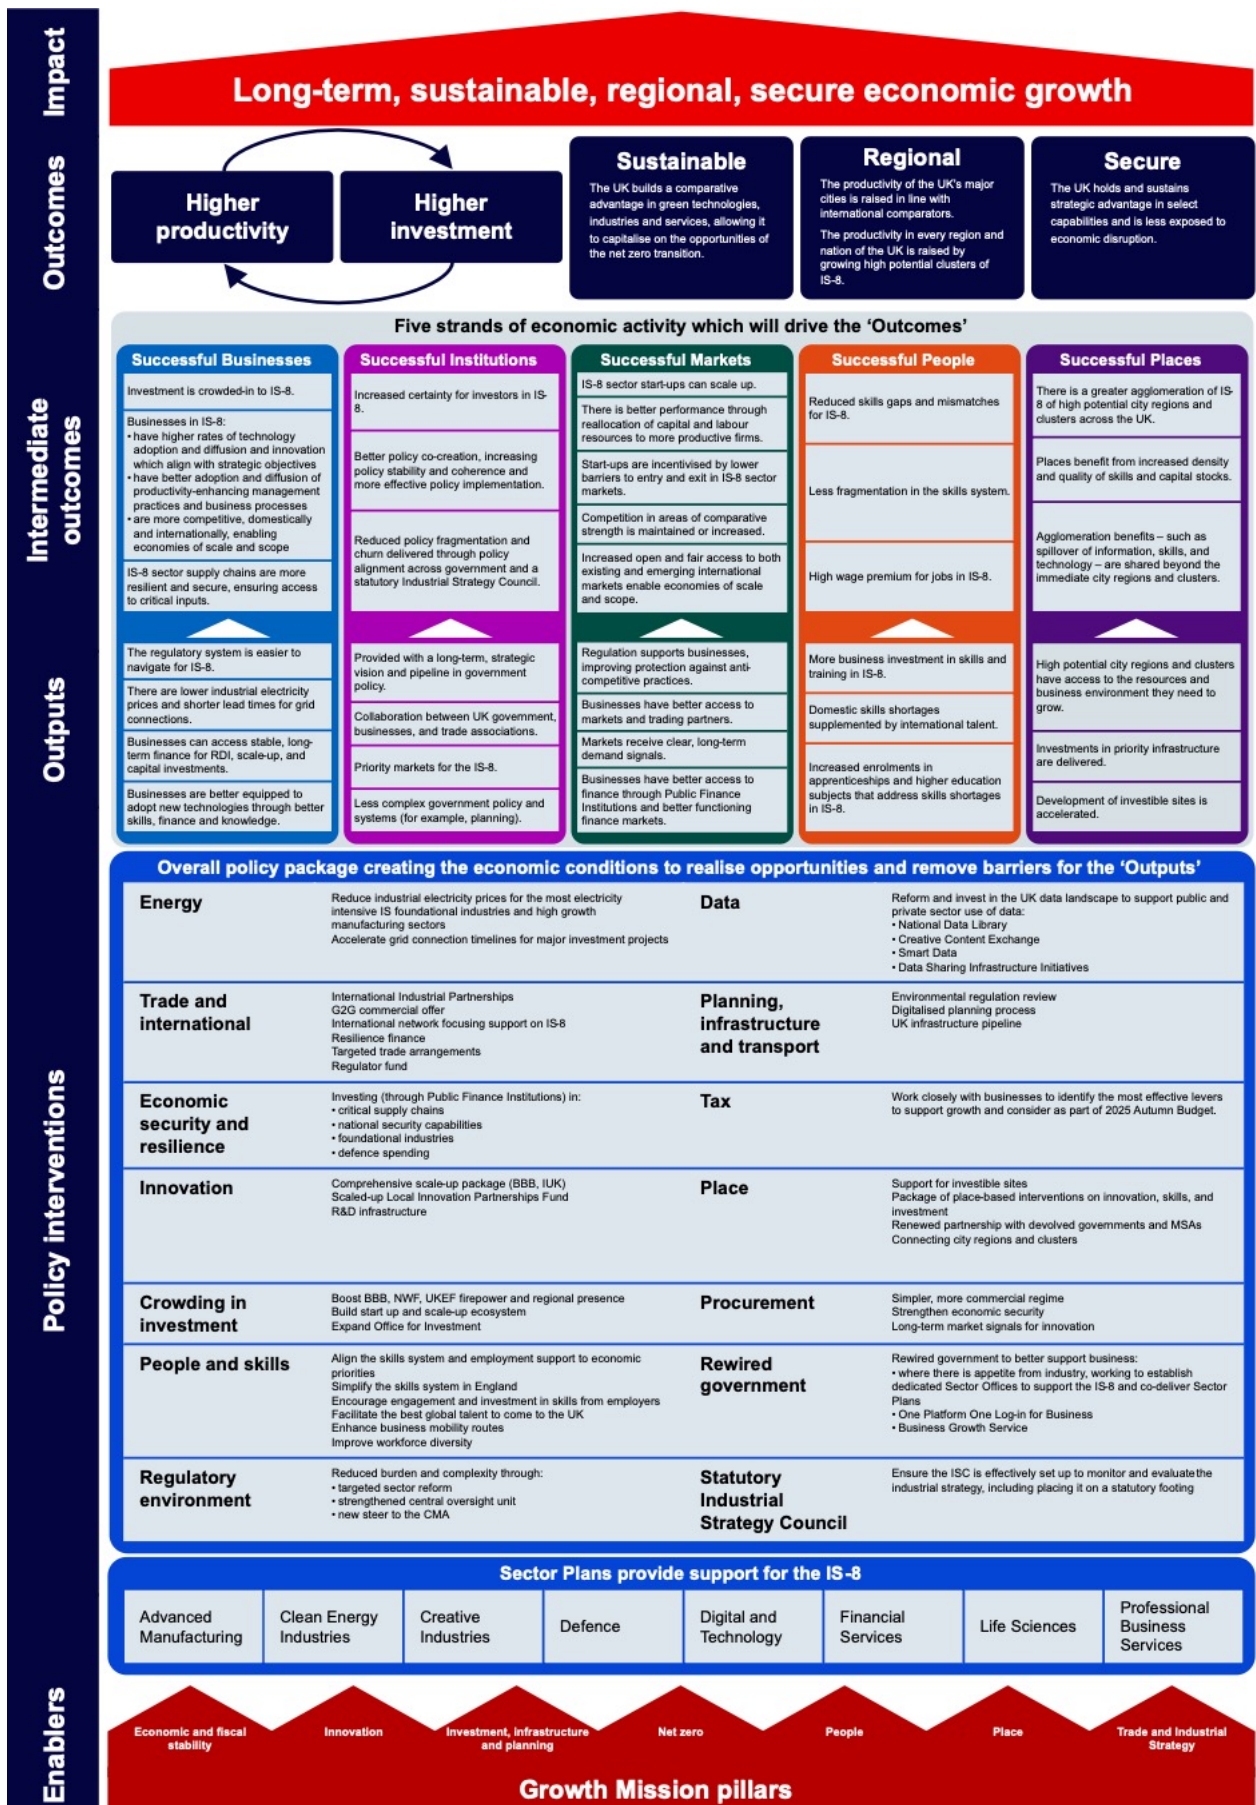 Impact
Long-term, sustainable, regional, secure economic growth
Outcomes
Higher
productivity
Higher
investment
Sustainable
The UK builds a comparative
advantage in green technologies,
industries and services, allowing it
to capitalise on the opportunities of
the net zero transition.
Regional
The productivity of the UK's major
cities is raised in line with
international comparators.
The productivity in every region and
nation of the UK is raised by
growing high potential clusters of
IS-8.
Secure
The UK holds and sustains
strategic advantage in select
capabilities and is less exposed to
economic disruption.
Five strands of economic activity which will drive the ‘Outcomes’
Intermediate
outcomes
Successful Businesses
Investment is crowded-in to IS-8.
Businesses in IS-8:
• have higher rates of technology
adoption and diffusion and innovation
which align with strategic objectives
• have better adoption and diffusion of
productivity-enhancing management
practices and business processes
• are more competitive, domestically
and internationally, enabling
economies of scale and scope
IS-8 sector supply chains are more
resilient and secure, ensuring access
to critical inputs.
Successful Institutions
Increased certainty for investors in IS-
8.
Better policy co-creation, increasing
policy stability and coherence and
more effective policy implementation.
Reduced policy fragmentation and
churn delivered through policy
alignment across government and a
statutory Industrial Strategy Council.
Successful Markets
IS-8 sector start-ups can scale up.
There is better performance through
reallocation of capital and labour
resources to more productive firms.
Start-ups are incentivised by lower
barriers to entry and exit in IS-8 sector
markets.
Competition in areas of comparative
strength is maintained or increased.
Increased open and fair access to both
existing and emerging international
markets enable economies of scale
and scope.
Successful People
Reduced skills gaps and mismatches
for IS-8.
Less fragmentation in the skills system.
High wage premium for jobs in IS-8.
Successful Places
There is a greater agglomeration of IS-
8 of high potential city regions and
clusters across the UK.
Places benefit from increased density
and quality of skills and capital stocks.
Agglomeration benefits – such as
spillover of information, skills, and
technology – are shared beyond the
immediate city regions and clusters.
Outputs
The regulatory system is easier to
navigate for IS-8.
There are lower industrial electricity
prices and shorter lead times for grid
connections.
Businesses can access stable, long-
term finance for RDI, scale-up, and
capital investments.
Businesses are better equipped to
adopt new technologies through better
skills, finance and knowledge.
Provided with a long-term, strategic
vision and pipeline in government
policy.
Collaboration between UK government,
businesses, and trade associations.
Priority markets for the IS-8.
Less complex government policy and
systems (for example, planning).
Regulation supports businesses,
improving protection against anti-
competitive practices.
Businesses have better access to
markets and trading partners.
Markets receive clear, long-term
demand signals.
Businesses have better access to
finance through Public Finance
Institutions and better functioning
finance markets.
More business investment in skills and
training in IS-8.
Domestic skills shortages
supplemented by international talent.
Increased enrolments in
apprenticeships and higher education
subjects that address skills shortages
in IS-8.
High potential city regions and clusters
have access to the resources and
business environment they need to
grow.
Investments in priority infrastructure
are delivered.
Development of investible sites is
accelerated.
Policy interventions
Overall policy package creating the economic conditions to realise opportunities and remove barriers for the ‘Outputs’
Energy
Reduce industrial electricity prices for the most electricity
intensive IS foundational industries and high growth
manufacturing sectors
Accelerate grid connection timelines for major investment projects
Data
Reform and invest in the UK data landscape to support public and
private sector use of data:
• National Data Library
• Creative Content Exchange
• Smart Data
• Data Sharing Infrastructure Initiatives
Trade and
international
International Industrial Partnerships
G2G commercial offer
International network focusing support on IS-8
Resilience finance
Targeted trade arrangements
Regulator fund
Planning,
infrastructure
and transport
Environmental regulation review
Digitalised planning process
UK infrastructure pipeline
Economic
security and
resilience
Investing (through Public Finance Institutions) in:
• critical supply chains
• national security capabilities
• foundational industries
• defence spending
Tax
Work closely with businesses to identify the most effective levers
to support growth and consider as part of 2025 Autumn Budget.
Innovation
Comprehensive scale-up package (BBB, IUK)
Scaled-up Local Innovation Partnerships Fund
R&D infrastructure
Place
Support for investible sites
Package of place-based interventions on innovation, skills, and
investment
Renewed partnership with devolved governments and MSAs
Connecting city regions and clusters
Crowding in
investment
Boost BBB, NWF, UKEF firepower and regional presence
Build start up and scale-up ecosystem
Expand Office for Investment
Procurement
Simpler, more commercial regime
Strengthen economic security
Long-term market signals for innovation
People and skills
Align the skills system and employment support to economic
priorities
Simplify the skills system in England
Encourage engagement and investment in skills from employers
Facilitate the best global talent to come to the UK
Enhance business mobility routes
Improve workforce diversity
Rewired
government
Rewired government to better support business:
• where there is appetite from industry, working to establish
dedicated Sector Offices to support the IS-8 and co-deliver Sector
Plans
• One Platform One Log-in for Business
• Business Growth Service
Regulatory
environment
Reduced burden and complexity through:
• targeted sector reform
• strengthened central oversight unit
• new steer to the CMA
Statutory
Industrial
Strategy Council
Ensure the ISC is effectively set up to monitor and evaluate the
industrial strategy, including placing it on a statutory footing
Sector Plans provide support for the IS-8
Advanced
Manufacturing
Clean Energy
Industries
Creative
Industries
Defence
Digital and
Technology
Financial
Services
Life Sciences
Professional
Business
Services
Enablers
Economic and fiscal
stability
Innovation
Investment, infrastructure
and planning
Net zero
People
Place
Trade and Industrial
Strategy
Growth Mission pillars